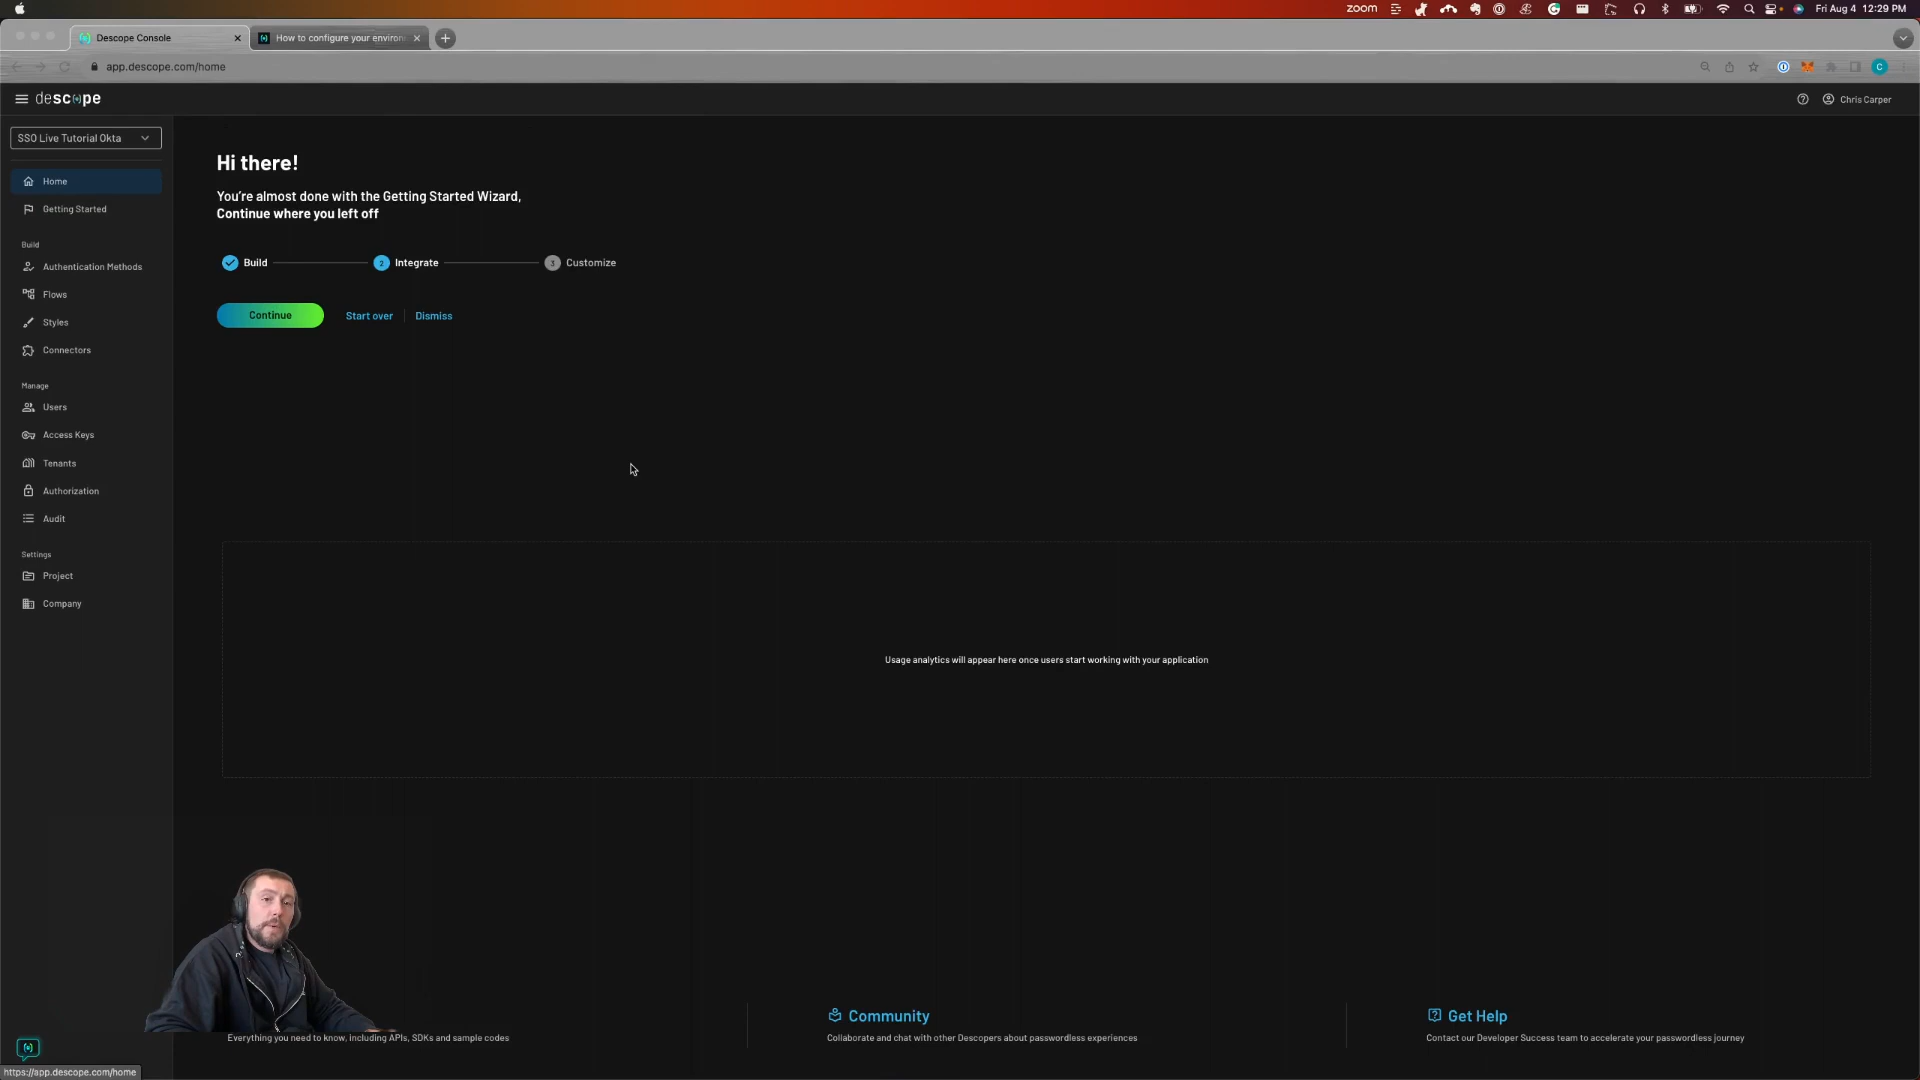 zoom
Fri Aug 4 12:29 PM
Descope Console
How to configure your environ
app.descope.com/home
C
descope
Chris Carper
SSO Live Tutorial Okta
Home
Getting Started
Build
Authentication Methods
Flows
Styles
Connectors
Manage
Users
Access Keys
Tenants
Authorization
Audit
Settings
Project
Company
Hi there!
You're almost done with the Getting Started Wizard,
Continue where you left off
Build
2 Integrate
3 Customize
Continue
Start over
Dismiss
Usage analytics will appear here once users start working with your application
Everything you need to know, including APIs, SDKs and sample codes
Community
Collaborate and chat with other Descopers about passwordless experiences
Get Help
Contact our Developer Success team to accelerate your passwordless journey
https://app.descope.com/home